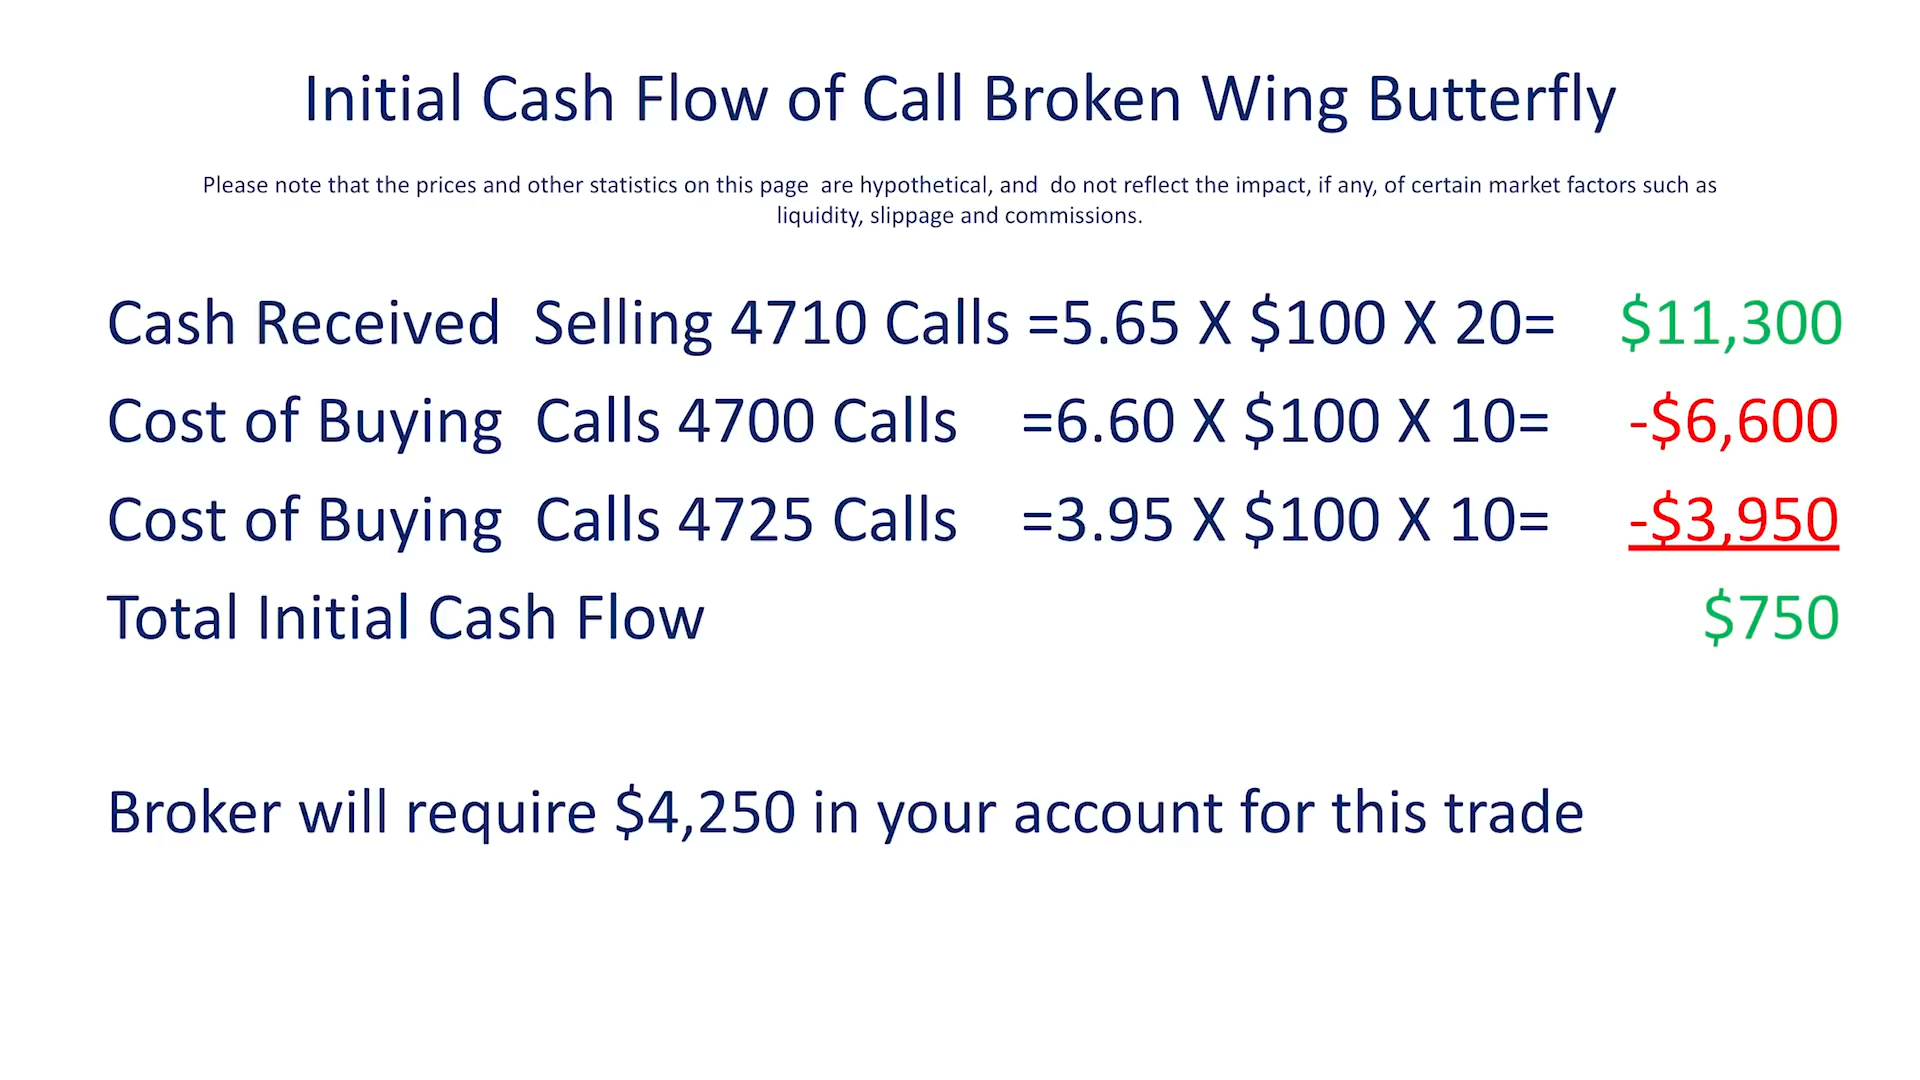 Initial Cash Flow of Call Broken Wing Butterfly
Please note that the prices and other statistics on this page are hypothetical, and do not reflect the impact, if any, of certain market factors such as
liquidity, slippage and commissions.
Cash Received Selling 4710 Calls =5.65 X $100 X 20= $11,300
Cost of Buying Calls 4700 Calls =6.60 X $100 X 10= -$6,600
Cost of Buying Calls 4725 Calls =3.95 X $100 X 10= -$3,950
Total Initial Cash Flow $750
Broker will require $4,250 in your account for this trade